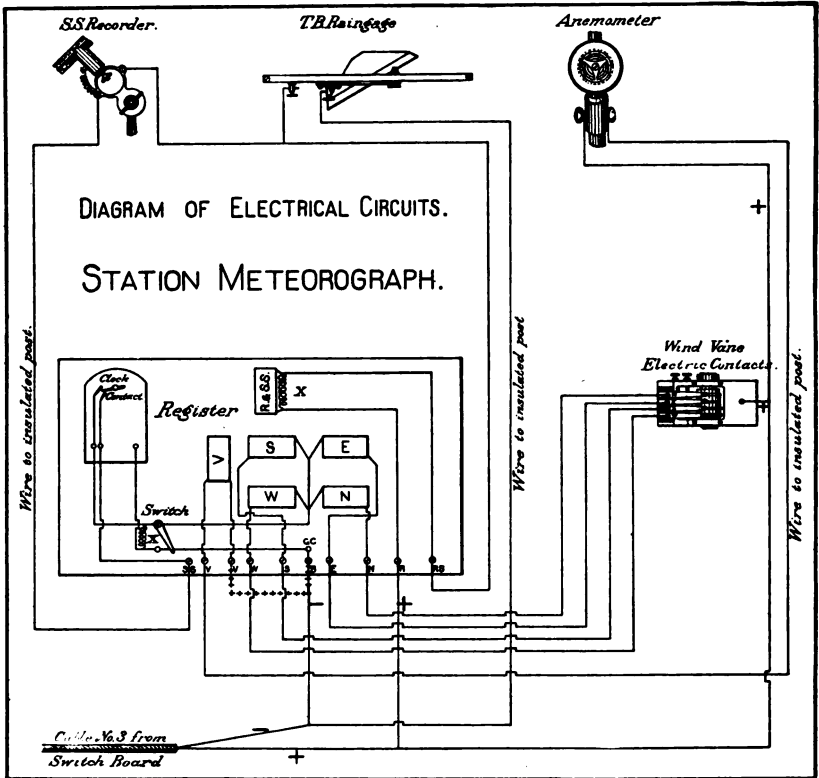 S.S. Recorder.
T.B. Raingage
Anemometer
DIAGRAM OF ELECTRICAL CIRCUITS.
STATION METEOROGRAPH.
Wire to insulated post.
Wire to insulated post
Wire to insulated post.
Wind Vane
Electric Contacts.
Clock
Contact
Register
R.&S.S.
X
V
S
E
W
N
Switch
X
C.C
SS
V
V
W
S
B
E
N
R
RS
Cable No. 3 from
Switch Board